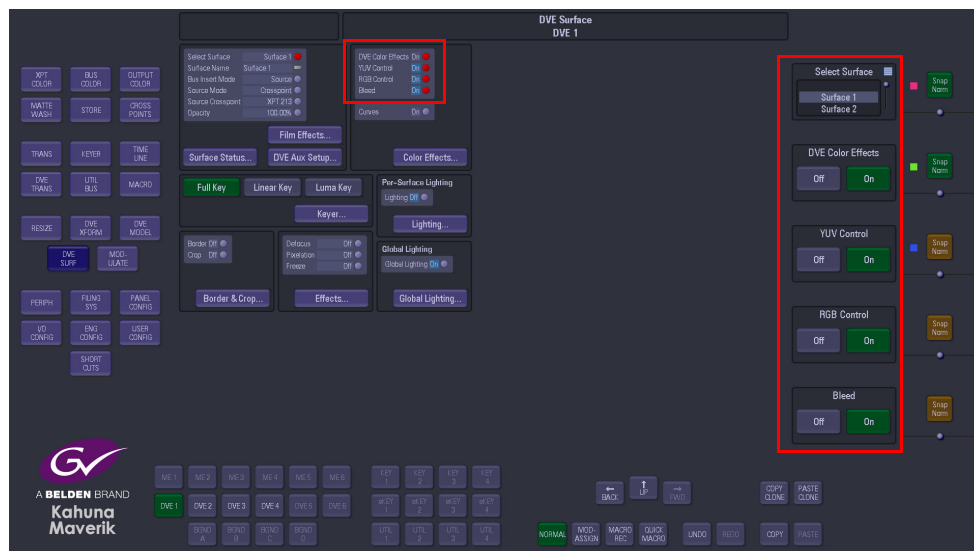 DVE Surface
DVE 1
Select Surface Surface 1
Surface Name Surface 1
Bus Insert Mode Source
Source Mode Crosspoint
Source Crosspoint XPT 213
Opacity 100.00%
Film Effects...
Surface Status... DVE Aux Setup...
DVE Color Effects On
YUV Control On
RGB Control On
Bleed On
Curves On
Color Effects...
Full Key Linear Key Luma Key
Keyer...
Per-Surface Lighting
Lighting Off
Lighting...
Border Off
Crop Off
Border & Crop...
Defocus Off
Pixelation Off
Freeze Off
Effects...
Global Lighting
Global Lighting On
Global Lighting...
XPT COLOR
BUS COLOR
OUTPUT COLOR
MATTE WASH
STORE
CROSS POINTS
TRANS
KEYER
TIME LINE
DVE TRANS
UTIL BUS
MACRO
RESIZE
DVE XFORM
DVE MODEL
DVE SURF
MOD- ULATE
PERIPH
FILING SYS
PANEL CONFIG
I/O CONFIG
ENG CONFIG
USER CONFIG
SHORT CUTS
Select Surface
Surface 1
Surface 2
Snap Norm
DVE Color Effects
Off On
Snap Norm
YUV Control
Off On
Snap Norm
RGB Control
Off On
Snap Norm
Bleed
Off On
Snap Norm
GV
A BELDEN BRAND
Kahuna
Maverik
ME 1 ME 2 ME 3 ME 4 ME 5 ME 6
DVE 1 DVE 2 DVE 3 DVE 4 DVE 5 DVE 6
BGND A BGND B BGND C BGND D
KEY 1 KEY 2 KEY 3 KEY 4
UTIL 1 UTIL 2 UTIL 3 UTIL 4
BACK UP FWD
COPY CLONE PASTE CLONE
NORMAL MOD- ASSIGN MACRO REC QUICK MACRO UNDO REDO COPY PASTE